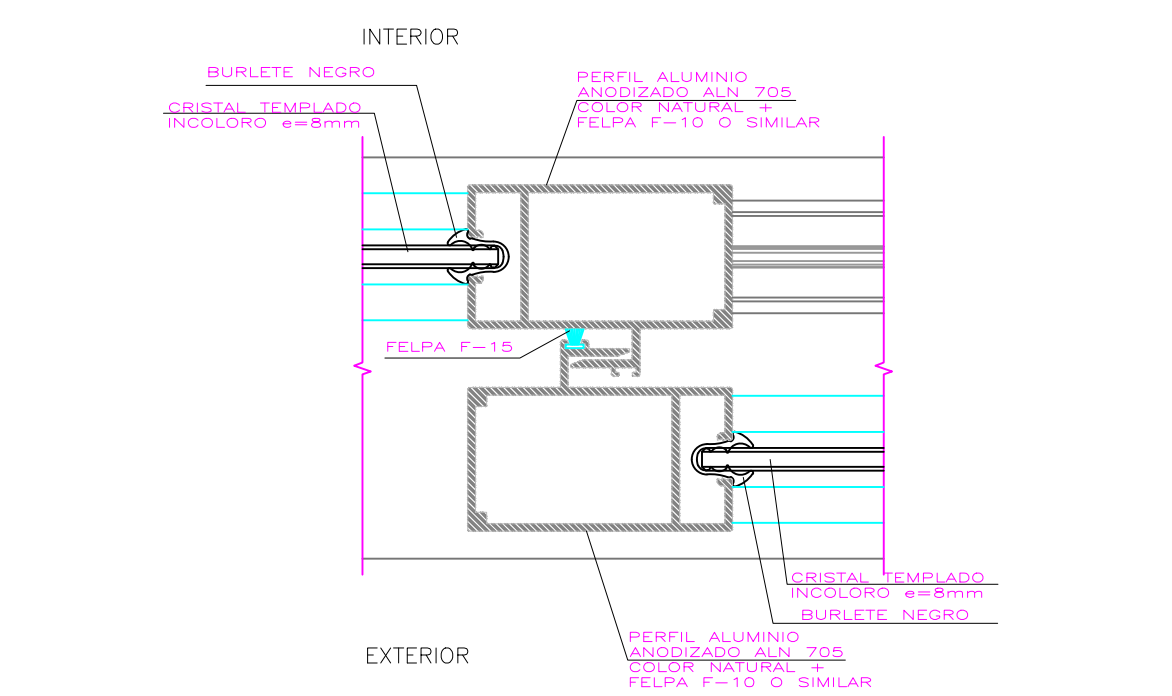 INTERIOR
BURLETE NEGRO
CRISTAL TEMPLADO
INCOLORO e=8mm
PERFIL ALUMINIO
ANODIZADO ALN 705
COLOR NATURAL +
FELPA F-10 O SIMILAR
FELPA F-15
CRISTAL TEMPLADO
INCOLORO e=8mm
BURLETE NEGRO
PERFIL ALUMINIO
ANODIZADO ALN 705
COLOR NATURAL +
FELPA F-10 O SIMILAR
EXTERIOR